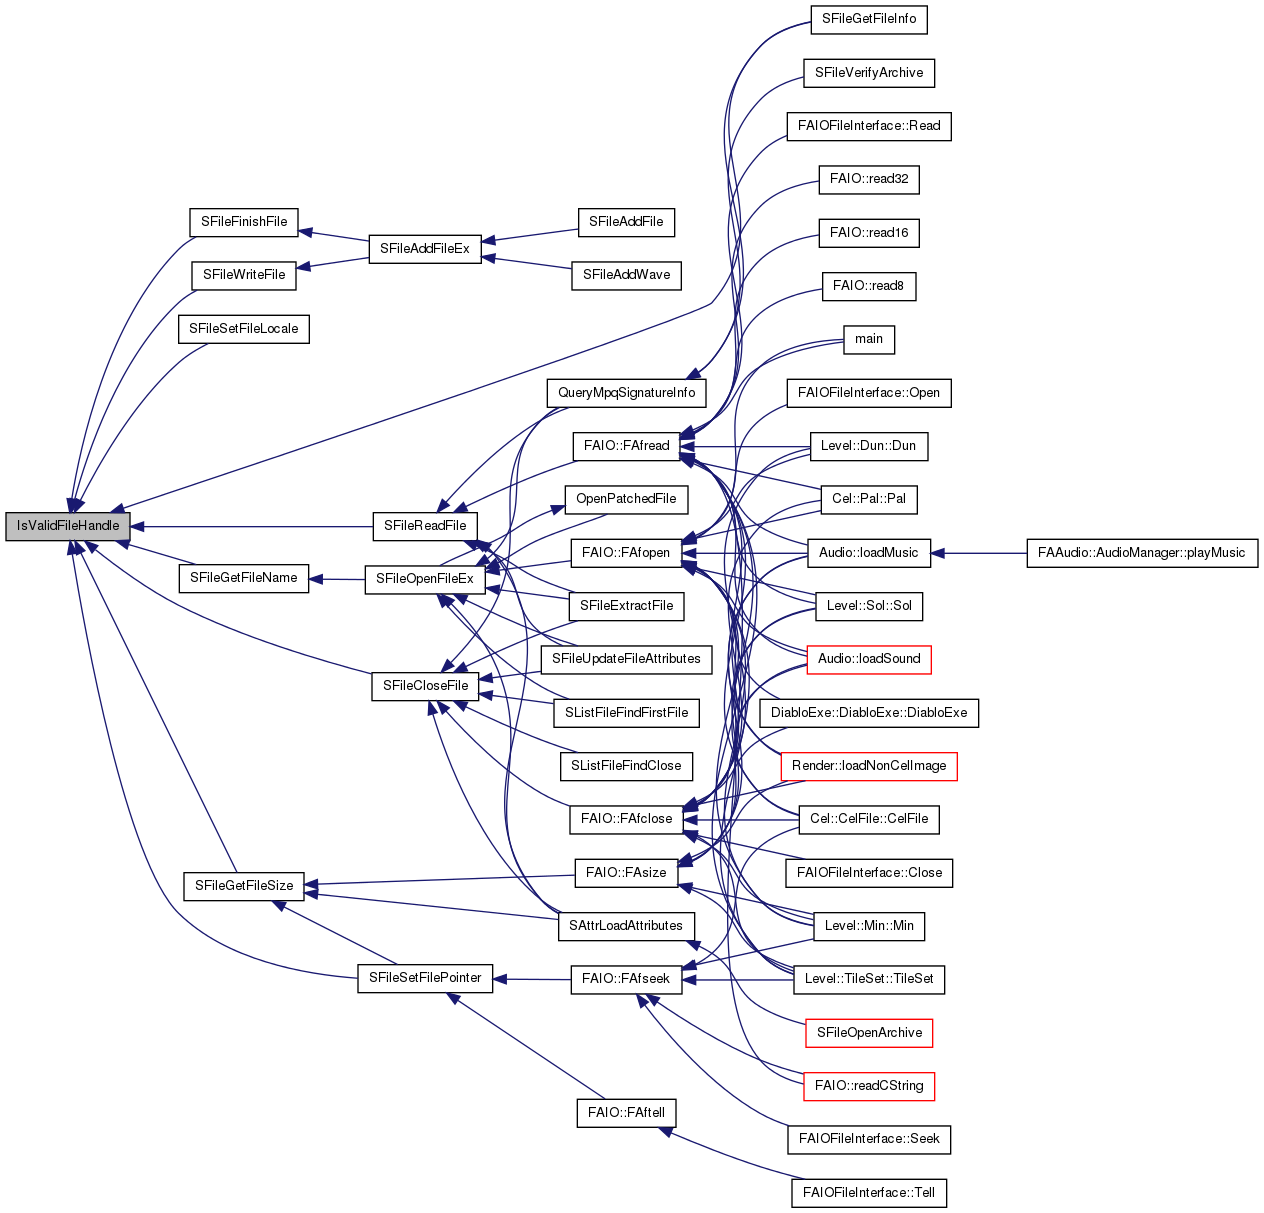 IsValidFileHandle
SFileFinishFile
SFileWriteFile
SFileSetFileLocale
SFileGetFileName
SFileGetFileSize
SFileAddFileEx
SFileReadFile
SFileOpenFileEx
SFileCloseFile
SFileSetFilePointer
SFileAddFile
SFileAddWave
QueryMpqSignatureInfo
FAIO::FAfread
OpenPatchedFile
FAIO::FAfopen
SFileExtractFile
SFileUpdateFileAttributes
SListFileFindFirstFile
SListFileFindClose
FAIO::FAfclose
FAIO::FAsize
SAttrLoadAttributes
FAIO::FAfseek
FAIO::FAftell
SFileGetFileInfo
SFileVerifyArchive
FAIOFileInterface::Read
FAIO::read32
FAIO::read16
FAIO::read8
main
FAIOFileInterface::Open
Level::Dun::Dun
Cel::Pal::Pal
Audio::loadMusic
Level::Sol::Sol
Audio::loadSound
DiabloExe::DiabloExe::DiabloExe
Render::loadNonCelImage
Cel::CelFile::CelFile
FAIOFileInterface::Close
Level::Min::Min
Level::TileSet::TileSet
SFileOpenArchive
FAIO::readCString
FAIOFileInterface::Seek
FAIOFileInterface::Tell
FAAudio::AudioManager::playMusic